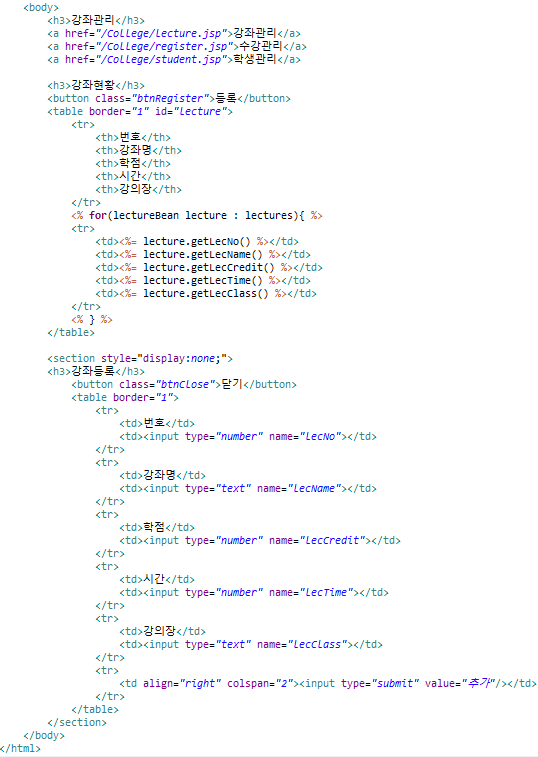 <body>
<h3>강좌관리</h3>
<a href="/College/lecture.jsp">강좌관리</a>
<a href="/College/register.jsp">수강관리</a>
<a href="/College/student.jsp">학생관리</a>
<h3>강좌현황</h3>
<button class="btnRegister">등록</button>
<table border="1" id="lecture">
<tr>
<th>번호</th>
<th>강좌명</th>
<th>학점</th>
<th>시간</th>
<th>강의장</th>
</tr>
<% for(lectureBean lecture : lectures){ %>
<tr>
<td><%= lecture.getLecNo() %></td>
<td><%= lecture.getLecName() %></td>
<td><%= lecture.getLecCredit() %></td>
<td><%= lecture.getLecTime() %></td>
<td><%= lecture.getLecClass() %></td>
</tr>
<% } %>
</table>
<section style="display:none;">
<h3>강좌등록</h3>
<button class="btnClose">닫기</button>
<table border="1">
<tr>
<td>번호</td>
<td><input type="number" name="lecNo"></td>
</tr>
<tr>
<td>강좌명</td>
<td><input type="text" name="lecName"></td>
</tr>
<tr>
<td>학점</td>
<td><input type="number" name="lecCredit"></td>
</tr>
<tr>
<td>시간</td>
<td><input type="number" name="lecTime"></td>
</tr>
<tr>
<td>강의장</td>
<td><input type="text" name="lecClass"></td>
</tr>
<tr>
<td align="right" colspan="2"><input type="submit" value="추가"/></td>
</tr>
</table>
</section>
</body>
</html>